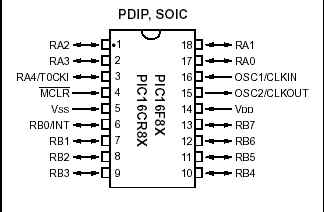 PDIP, SOIC
RA2 1 18 RA1
RA3 2 17 RA0
RA4/T0CKI 3 16 OSC1/CLKIN
MCLR 4 15 OSC2/CLKOUT
Vss 5 14 VDD
RB0/INT 6 13 RB7
RB1 7 12 RB6
RB2 8 11 RB5
RB3 9 10 RB4
PIC16F8X
PIC16CR8X